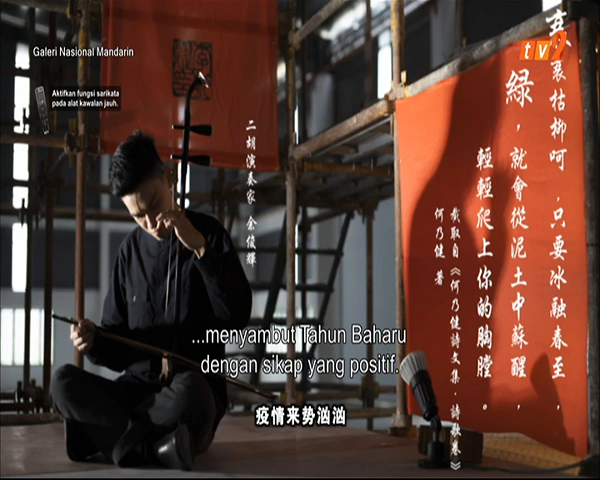 Galeri Nasional Mandarin
Aktifkan fungsi sarikata
pada alat kawalan jauh.
tv2
裹枯柳呵，只要冰融春至，
綠，就會從泥土中蘇醒，
輕輕爬上你的胸膛。
截取自《何乃健詩文集·詩歌卷》
何乃健 著
二胡演奏家 余俊輝
...menyambut Tahun Baharu
dengan sikap yang positif.
疫情来势汹汹